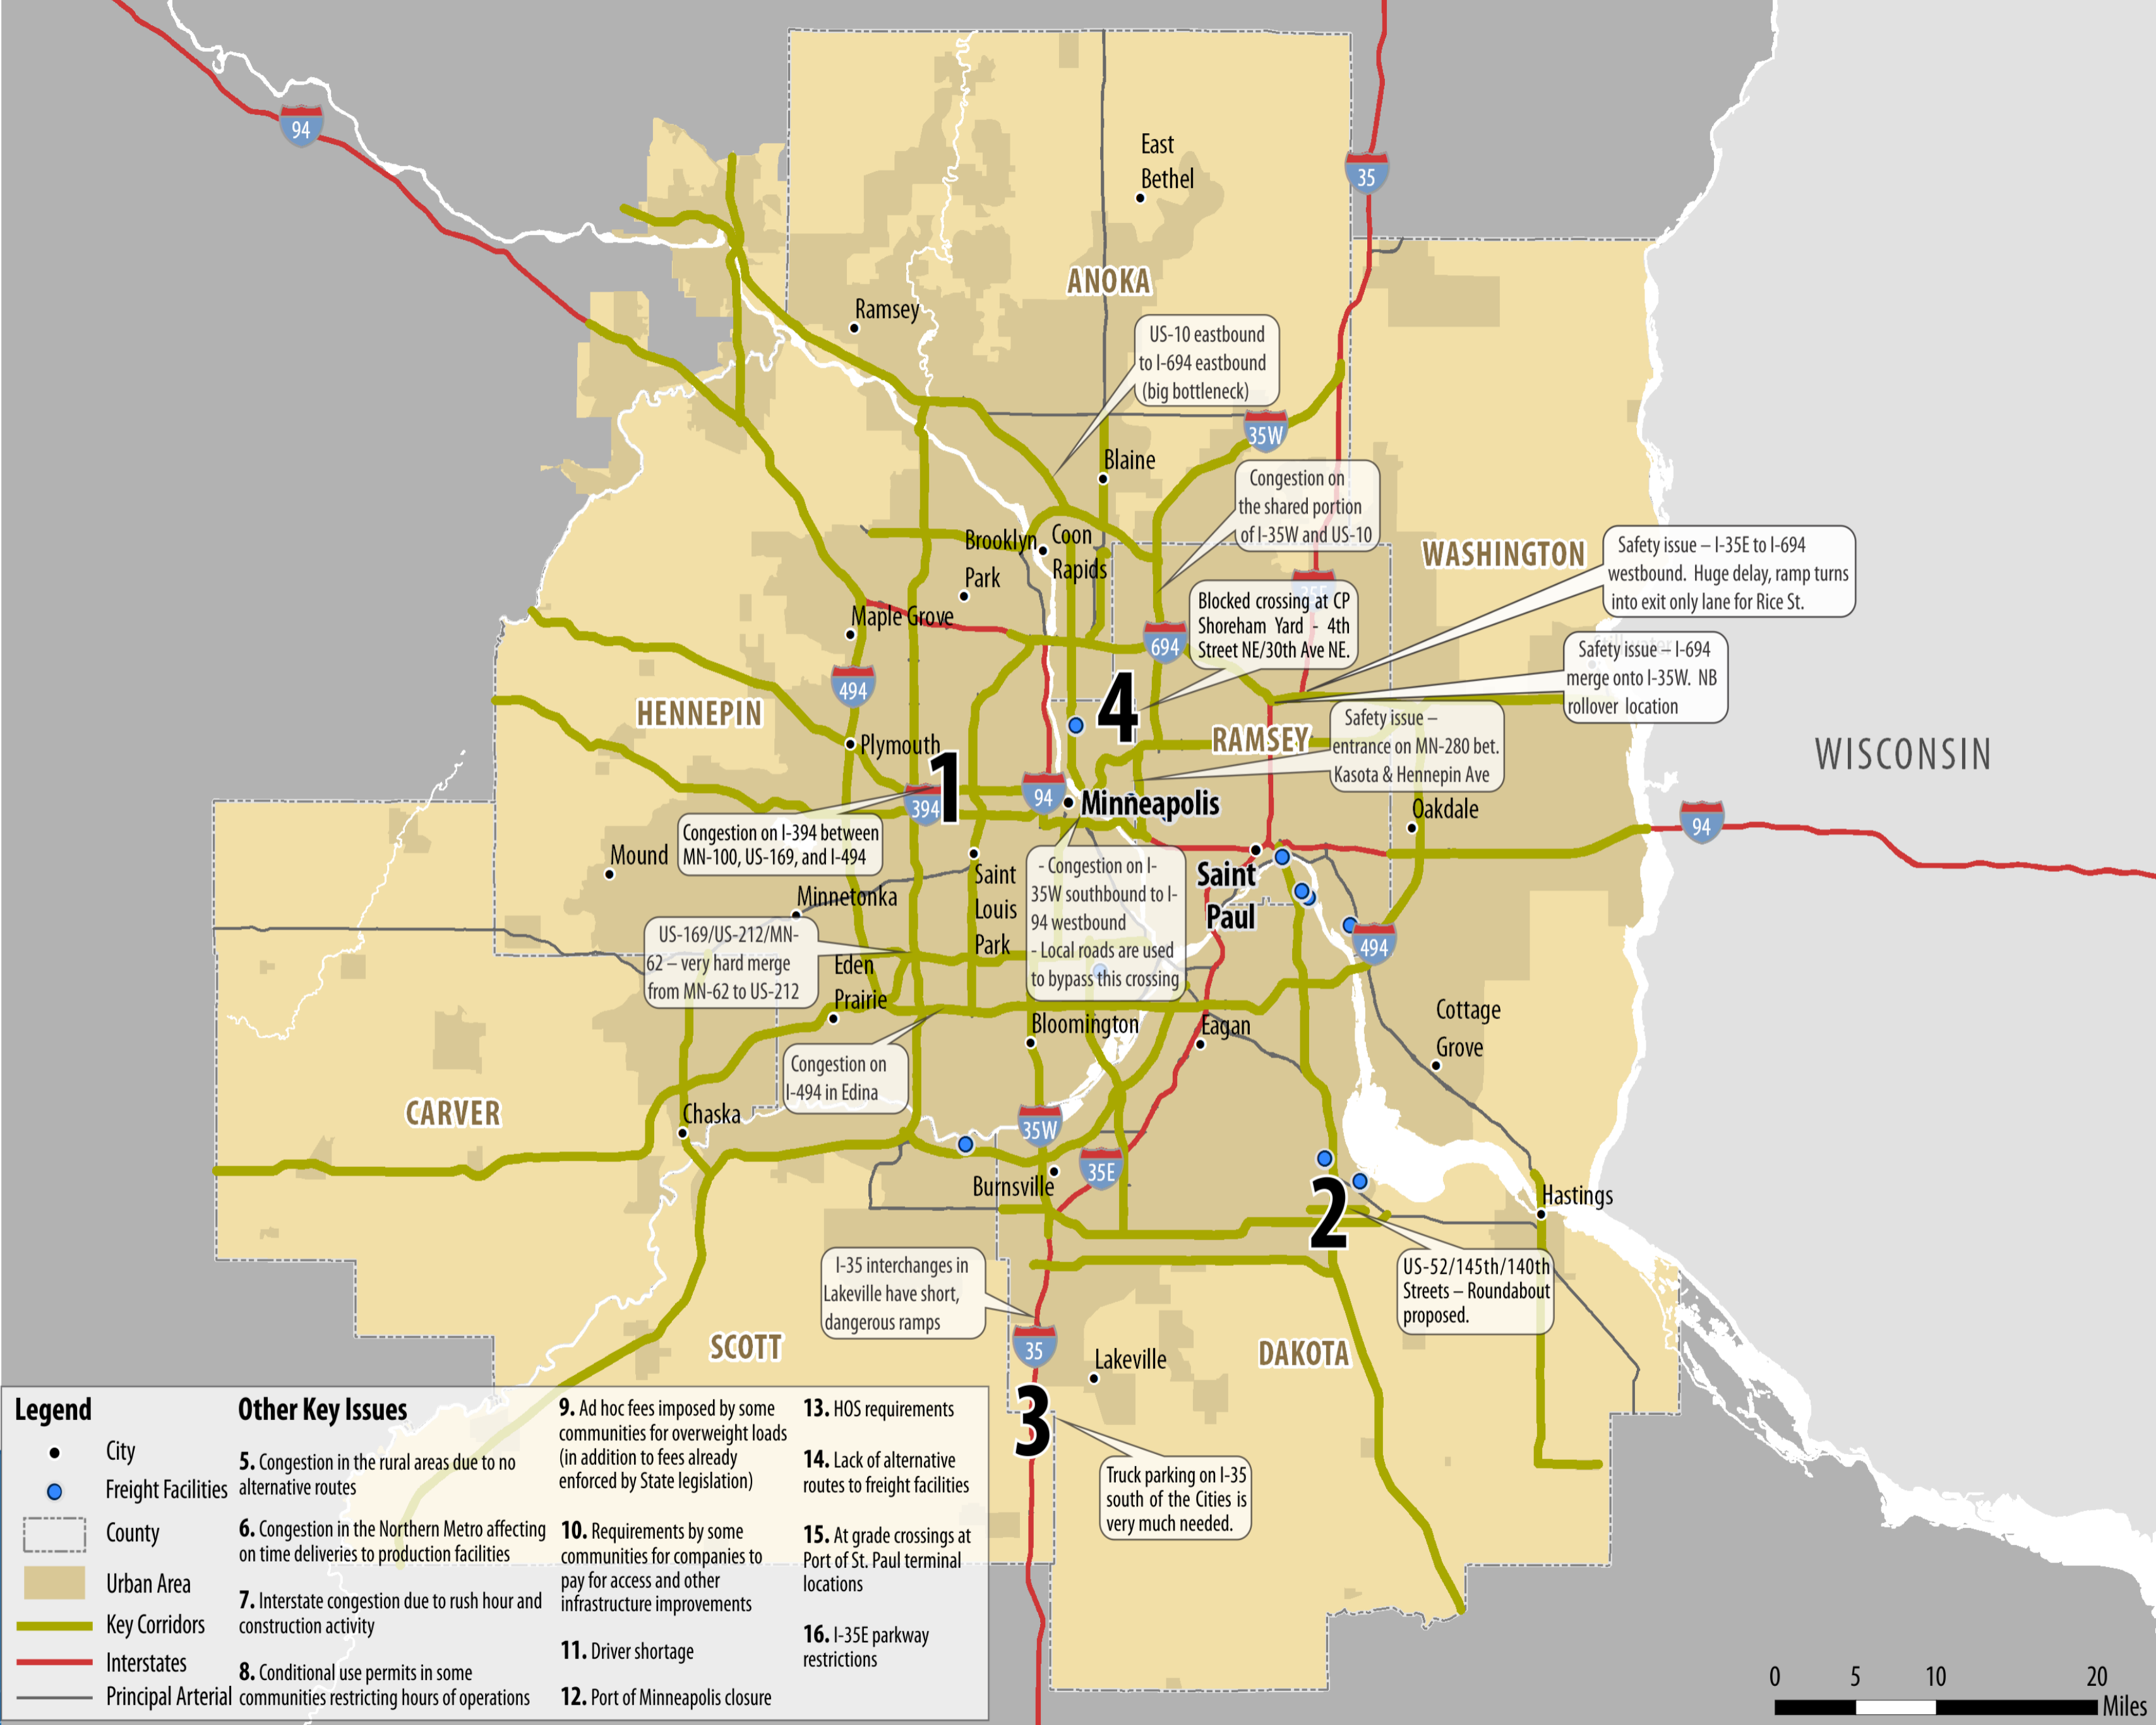 94
35
East
Bethel
ANOKA
Ramsey
US-10 eastbound
to I-694 eastbound
(big bottleneck)
35W
Blaine
Congestion on
the shared portion
of I-35W and US-10
Brooklyn
Park
Coon
Rapids
WASHINGTON
Safety issue – I-35E to I-694
westbound. Huge delay, ramp turns
into exit only lane for Rice St.
Blocked crossing at CP
Shoreham Yard - 4th
Street NE/30th Ave NE.
Maple Grove
694
Safety issue – I-694
merge onto I-35W. NB
rollover location
494
HENNEPIN
4
Safety issue –
entrance on MN-280 bet.
Kasota & Hennepin Ave
RAMSEY
Plymouth
WISCONSIN
1
394
94
Minneapolis
Oakdale
94
Congestion on I-394 between
MN-100, US-169, and I-494
Mound
Minnetonka
Saint
Louis
Park
- Congestion on I-
35W southbound to I-
94 westbound
- Local roads are used
to bypass this crossing
Saint
Paul
494
US-169/US-212/MN-
62 – very hard merge
from MN-62 to US-212
Eden
Prairie
Bloomington
Eagan
Cottage
Grove
Congestion on
I-494 in Edina
CARVER
Chaska
35W
35E
Burnsville
2
Hastings
I-35 interchanges in
Lakeville have short,
dangerous ramps
US-52/145th/140th
Streets – Roundabout
proposed.
SCOTT
35
Lakeville
DAKOTA
3
Truck parking on I-35
south of the Cities is
very much needed.
Legend
City
Freight Facilities
County
Urban Area
Key Corridors
Interstates
Principal Arterial
Other Key Issues
5. Congestion in the rural areas due to no
alternative routes
6. Congestion in the Northern Metro affecting
on time deliveries to production facilities
7. Interstate congestion due to rush hour and
construction activity
8. Conditional use permits in some
communities restricting hours of operations
9. Ad hoc fees imposed by some
communities for overweight loads
(in addition to fees already
enforced by State legislation)
10. Requirements by some
communities for companies to
pay for access and other
infrastructure improvements
11. Driver shortage
12. Port of Minneapolis closure
13. HOS requirements
14. Lack of alternative
routes to freight facilities
15. At grade crossings at
Port of St. Paul terminal
locations
16. I-35E parkway
restrictions
0 5 10 20
Miles